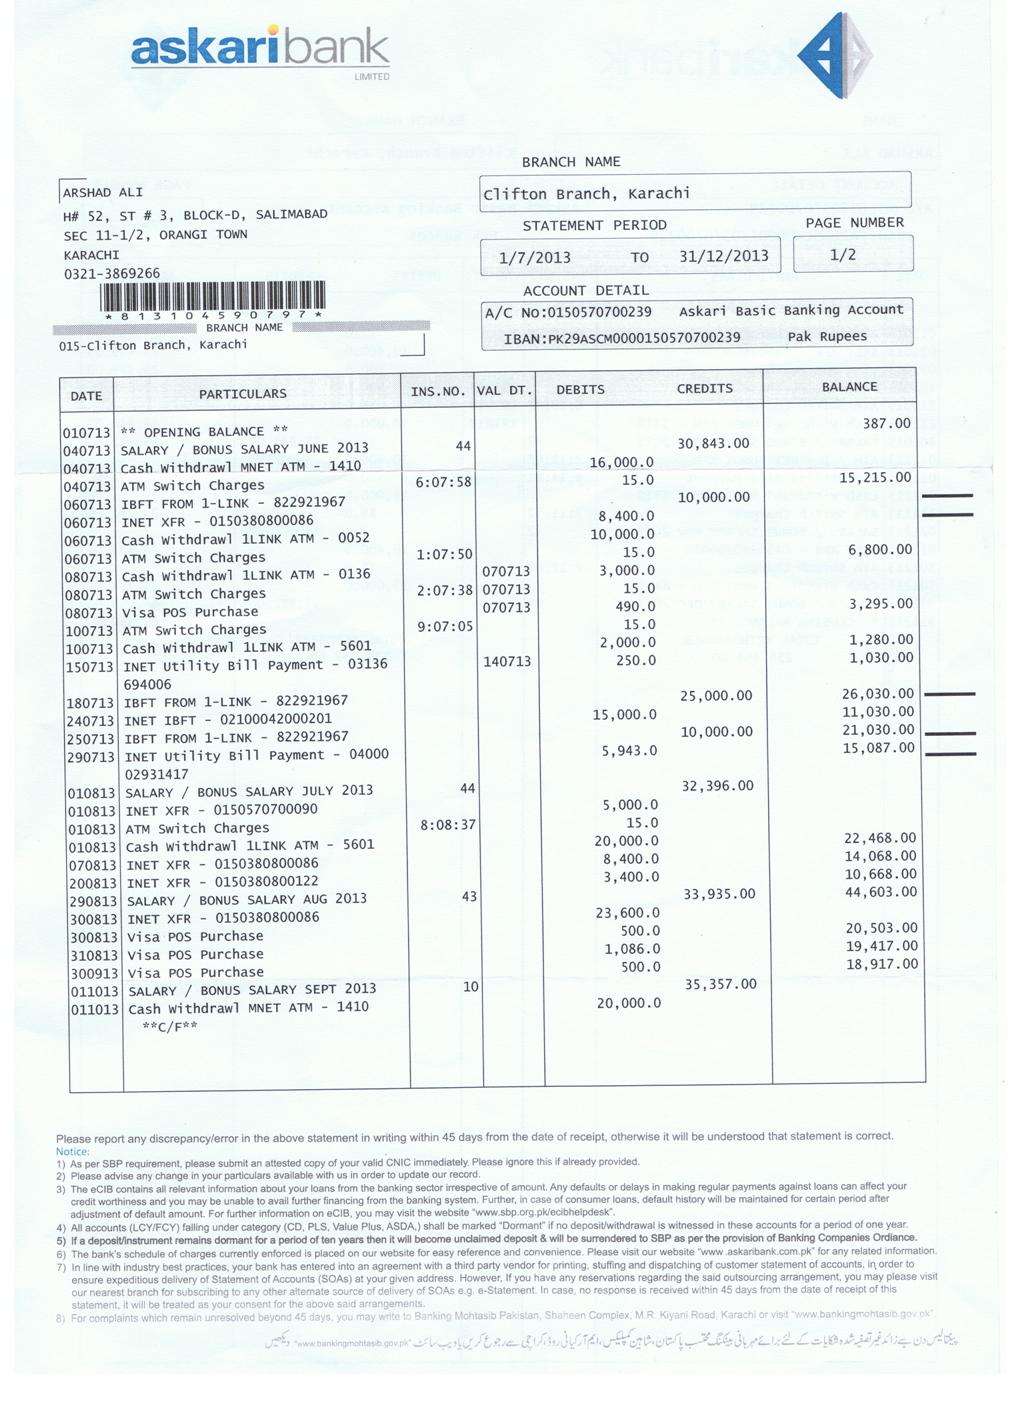 askaribank
LIMITED
BRANCH NAME
ARSHAD ALI
Clifton Branch, Karachi
H# 52, ST # 3, BLOCK-D, SALIMABAD
STATEMENT PERIOD PAGE NUMBER
SEC 11-1/2, ORANGI TOWN
KARACHI
1/7/2013 TO 31/12/2013 1/2
0321-3869266
ACCOUNT DETAIL
*813104590797*
A/C NO:0150570700239 Askari Basic Banking Account
BRANCH NAME
IBAN:PK29ASCM0000150570700239 Pak Rupees
015-Clifton Branch, Karachi
DATE PARTICULARS INS.NO. VAL DT. DEBITS CREDITS BALANCE
010713 ** OPENING BALANCE ** 387.00
040713 SALARY / BONUS SALARY JUNE 2013 44 30,843.00
040713 Cash Withdrawl MNET ATM - 1410 16,000.0
040713 ATM Switch Charges 6:07:58 15.0 15,215.00
060713 IBFT FROM 1-LINK - 822921967 10,000.00
060713 INET XFR - 0150380800086 8,400.0
060713 Cash Withdrawl 1LINK ATM - 0052 10,000.0
060713 ATM Switch Charges 1:07:50 15.0 6,800.00
080713 Cash Withdrawl 1LINK ATM - 0136 070713 3,000.0
080713 ATM Switch Charges 2:07:38 070713 15.0
080713 Visa POS Purchase 070713 490.0 3,295.00
100713 ATM Switch Charges 9:07:05 15.0
100713 Cash Withdrawl 1LINK ATM - 5601 2,000.0 1,280.00
150713 INET Utility Bill Payment - 03136 140713 250.0 1,030.00
694006
180713 IBFT FROM 1-LINK - 822921967 25,000.00 26,030.00
240713 INET IBFT - 02100042000201 15,000.0 11,030.00
250713 IBFT FROM 1-LINK - 822921967 10,000.00 21,030.00
290713 INET Utility Bill Payment - 04000 5,943.0 15,087.00
02931417
010813 SALARY / BONUS SALARY JULY 2013 44 32,396.00
010813 INET XFR - 0150570700090 5,000.0
010813 ATM Switch Charges 8:08:37 15.0
010813 Cash Withdrawl 1LINK ATM - 5601 20,000.0 22,468.00
070813 INET XFR - 0150380800086 8,400.0 14,068.00
200813 INET XFR - 0150380800122 3,400.0 10,668.00
290813 SALARY / BONUS SALARY AUG 2013 43 33,935.00 44,603.00
300813 INET XFR - 0150380800086 23,600.0
300813 Visa POS Purchase 500.0 20,503.00
310813 Visa POS Purchase 1,086.0 19,417.00
300913 Visa POS Purchase 500.0 18,917.00
011013 SALARY / BONUS SALARY SEPT 2013 10 35,357.00
011013 Cash Withdrawl MNET ATM - 1410 20,000.0
**C/F**
Please report any discrepancy/error in the above statement in writing within 45 days from the date of receipt, otherwise it will be understood that statement is correct.
Notice:
1) As per SBP requirement, please submit an attested copy of your valid CNIC immediately. Please ignore this if already provided.
2) Please advise any change in your particulars available with us in order to update our record.
3) The eCIB contains all relevant information about your loans from the banking sector irrespective of amount. Any defaults or delays in making regular payments against loans can affect your
credit worthiness and you may be unable to avail further financing from the banking system. Further, in case of consumer loans, default history will be maintained for certain period after
adjustment of default amount. For further information on eCIB, you may visit the website "www.sbp.org.pk/ecibhelpdesk".
4) All accounts (LCY/FCY) falling under category (CD, PLS, Value Plus, ASDA,) shall be marked "Dormant" if no deposit/withdrawal is witnessed in these accounts for a period of one year.
5) If a deposit/instrument remains dormant for a period of ten years then it will become unclaimed deposit & will be surrendered to SBP as per the provision of Banking Companies Ordiance.
6) The bank's schedule of charges currently enforced is placed on our website for easy reference and convenience. Please visit our website "www.askaribank.com.pk" for any related information.
7) In line with industry best practices, your bank has entered into an agreement with a third party vendor for printing, stuffing and dispatching of customer statement of accounts, in order to
ensure expeditious delivery of Statement of Accounts (SOAs) at your given address. However, If you have any reservations regarding the said outsourcing arrangement, you may please visit
our nearest branch for subscribing to any other alternate source of delivery of SOAs e.g. e-Statement. In case, no response is received within 45 days from the date of receipt of this
statement, it will be treated as your consent for the above said arrangements.
8) For complaints which remain unresolved beyond 45 days, you may write to Banking Mohtasib Pakistan, Shaheen Complex, M.R. Kiyani Road, Karachi or visit "www.bankingmohtasib.gov.pk".
پینتالیس دن سے زائد غیر تصفیہ شدہ شکایات کے لئے برائے مہربانی بینکنگ محتسب پاکستان، شاہین کمپلیکس، ایم آر کیانی روڈ، کراچی سے رجوع کریں یا ویب سائٹ "www.bankingmohtasib.gov.pk" دیکھیں